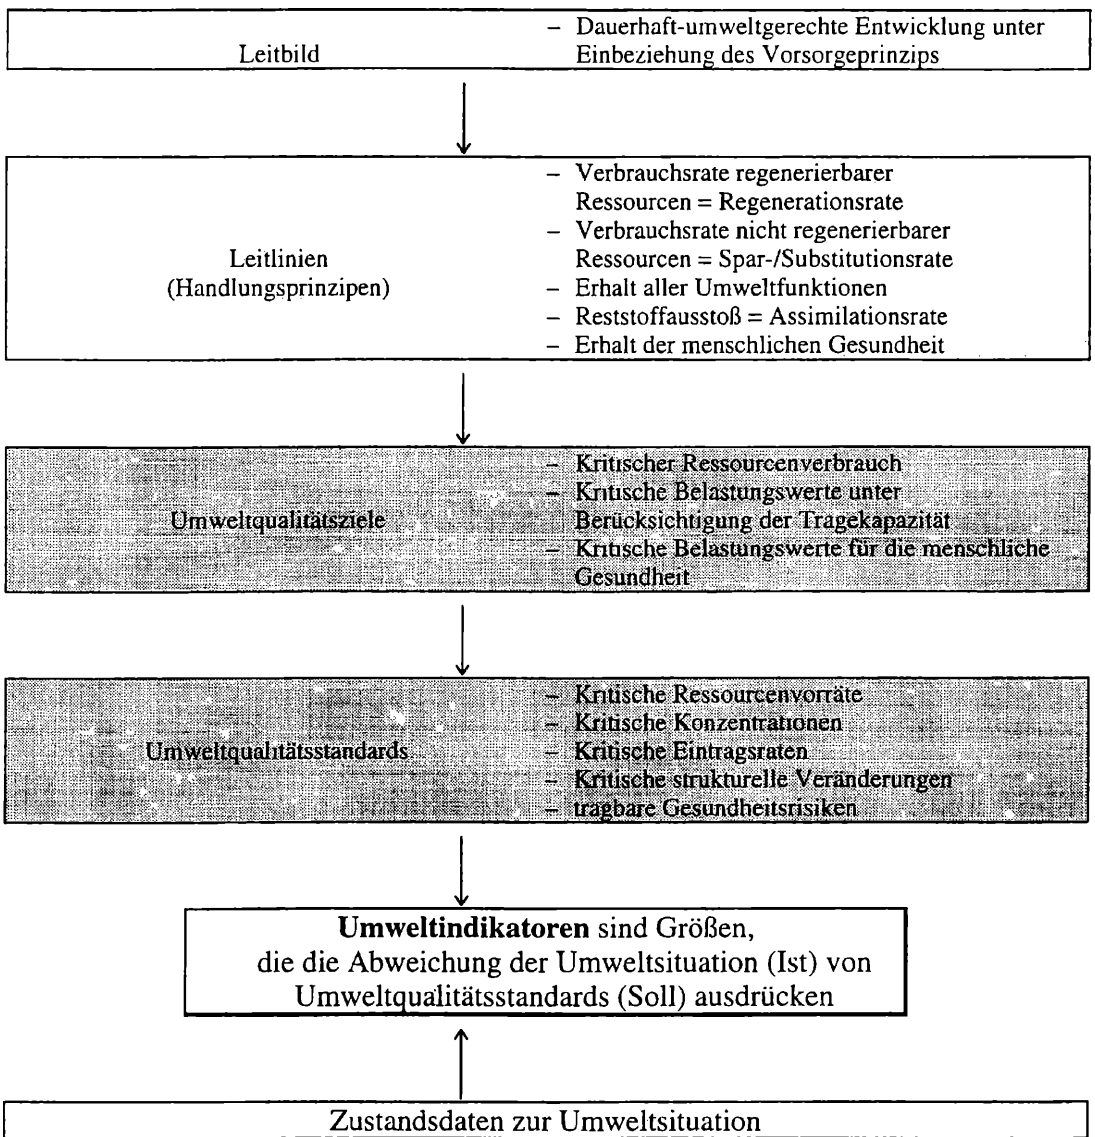 Leitbild
– Dauerhaft-umweltgerechte Entwicklung unter
Einbeziehung des Vorsorgeprinzips
Leitlinien
(Handlungsprinzipen)
– Verbrauchsrate regenerierbarer
Ressourcen = Regenerationsrate
– Verbrauchsrate nicht regenerierbarer
Ressourcen = Spar-/Substitutionsrate
– Erhalt aller Umweltfunktionen
– Reststoffausstoß = Assimilationsrate
– Erhalt der menschlichen Gesundheit
Umweltqualitätsziele
– Kritischer Ressourcenverbrauch
– Kritische Belastungswerte unter
Berücksichtigung der Tragekapazität
– Kritische Belastungswerte für die menschliche
Gesundheit
Umweltqualitätsstandards
– Kritische Ressourcenvorräte
– Kritische Konzentrationen
– Kritische Eintragsraten
– Kritische strukturelle Veränderungen
– tragbare Gesundheitsrisiken
Umweltindikatoren sind Größen,
die die Abweichung der Umweltsituation (Ist) von
Umweltqualitätsstandards (Soll) ausdrücken
Zustandsdaten zur Umweltsituation